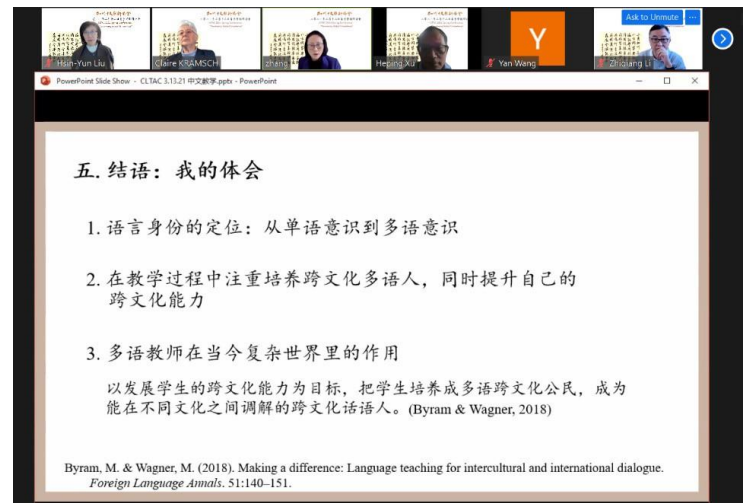 Ask to Unmute
Hsin-Yun Liu
Claire KRAMSCH
zhang
Heping Xu
Y
Yan Wang
Zhiqiang Li
PowerPoint Slide Show - CLTAC 3.13.21 中文教学.pptx - PowerPoint
五. 结语：我的体会
1. 语言身份的定位：从单语意识到多语意识
2. 在教学过程中注重培养跨文化多语人，同时提升自己的
跨文化能力
3. 多语教师在当今复杂世界里的作用
以发展学生的跨文化能力为目标，把学生培养成多语跨文化公民，成为
能在不同文化之间调解的跨文化话语人。(Byram & Wagner, 2018)
Byram, M. & Wagner, M. (2018). Making a difference: Language teaching for intercultural and international dialogue.
Foreign Language Annals. 51:140–151.